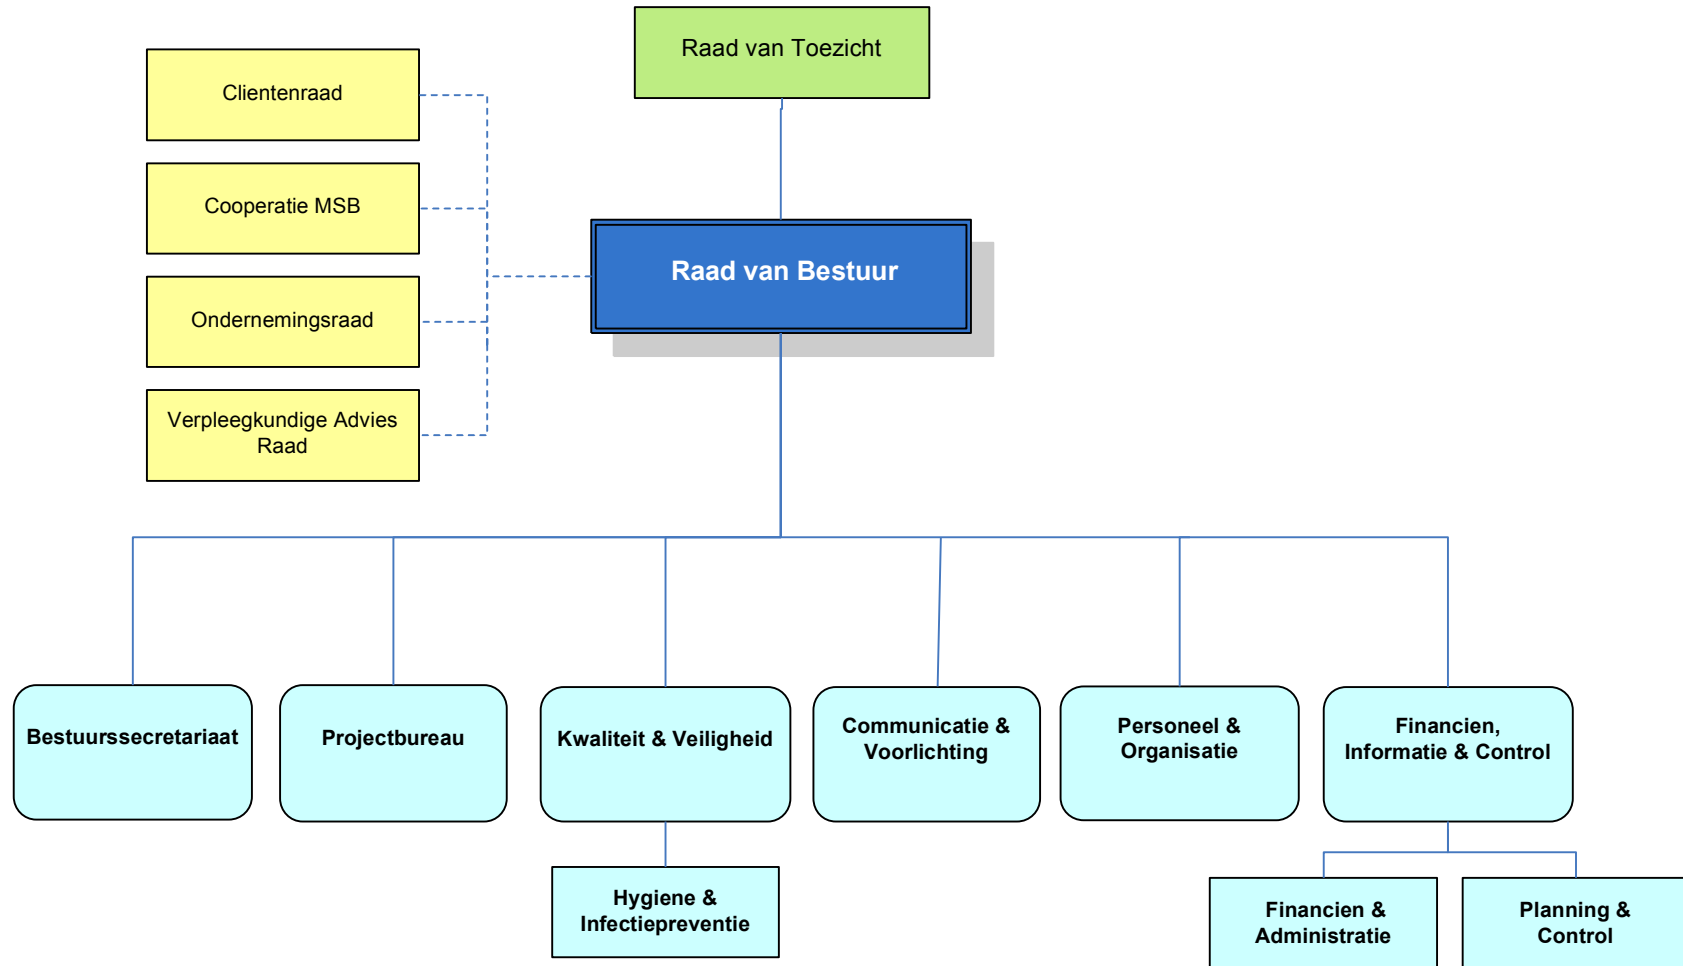 Raad van Toezicht
Clientenraad
Cooperatie MSB
Raad van Bestuur
Ondernemingsraad
Verpleegkundige Advies
Raad
Bestuurssecretariaat
Projectbureau
Kwaliteit & Veiligheid
Communicatie &
Voorlichting
Personeel &
Organisatie
Financien,
Informatie & Control
Hygiene &
Infectiepreventie
Financien &
Administratie
Planning &
Control